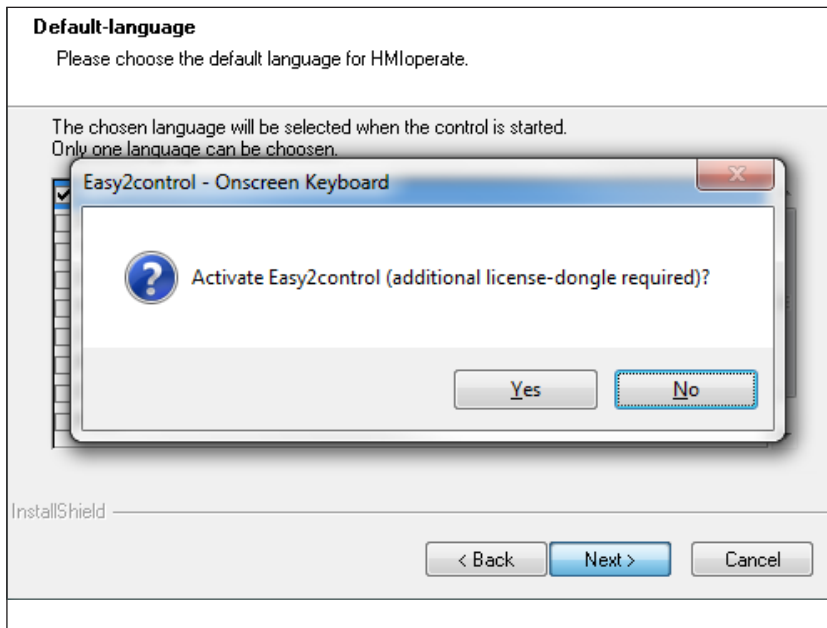 Default-language
Please choose the default language for HMIoperate.
The chosen language will be selected when the control is started.
Only one language can be choosen.
Easy2control - Onscreen Keyboard
Activate Easy2control (additional license-dongle required)?
Yes No
InstallShield
< Back Next > Cancel